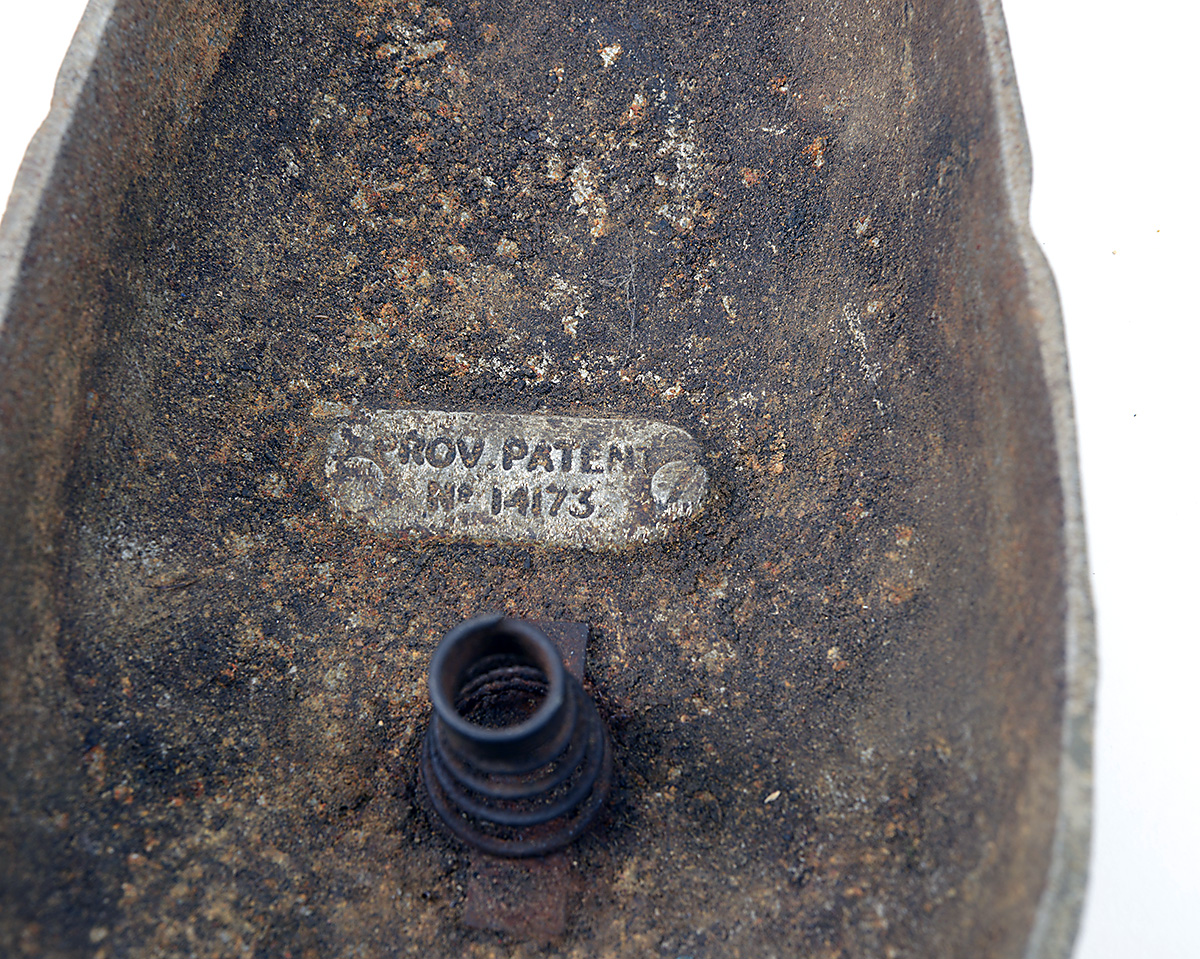 PROV. PATENT
No 14173